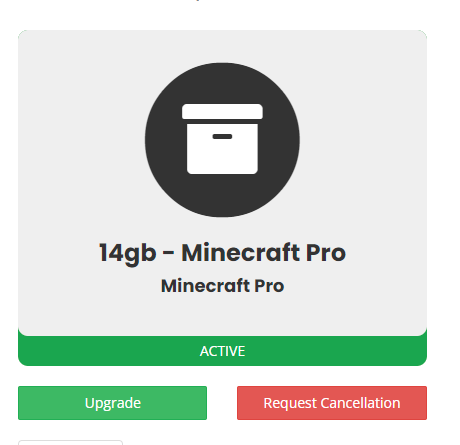 14gb - Minecraft Pro
Minecraft Pro
ACTIVE
Upgrade
Request Cancellation